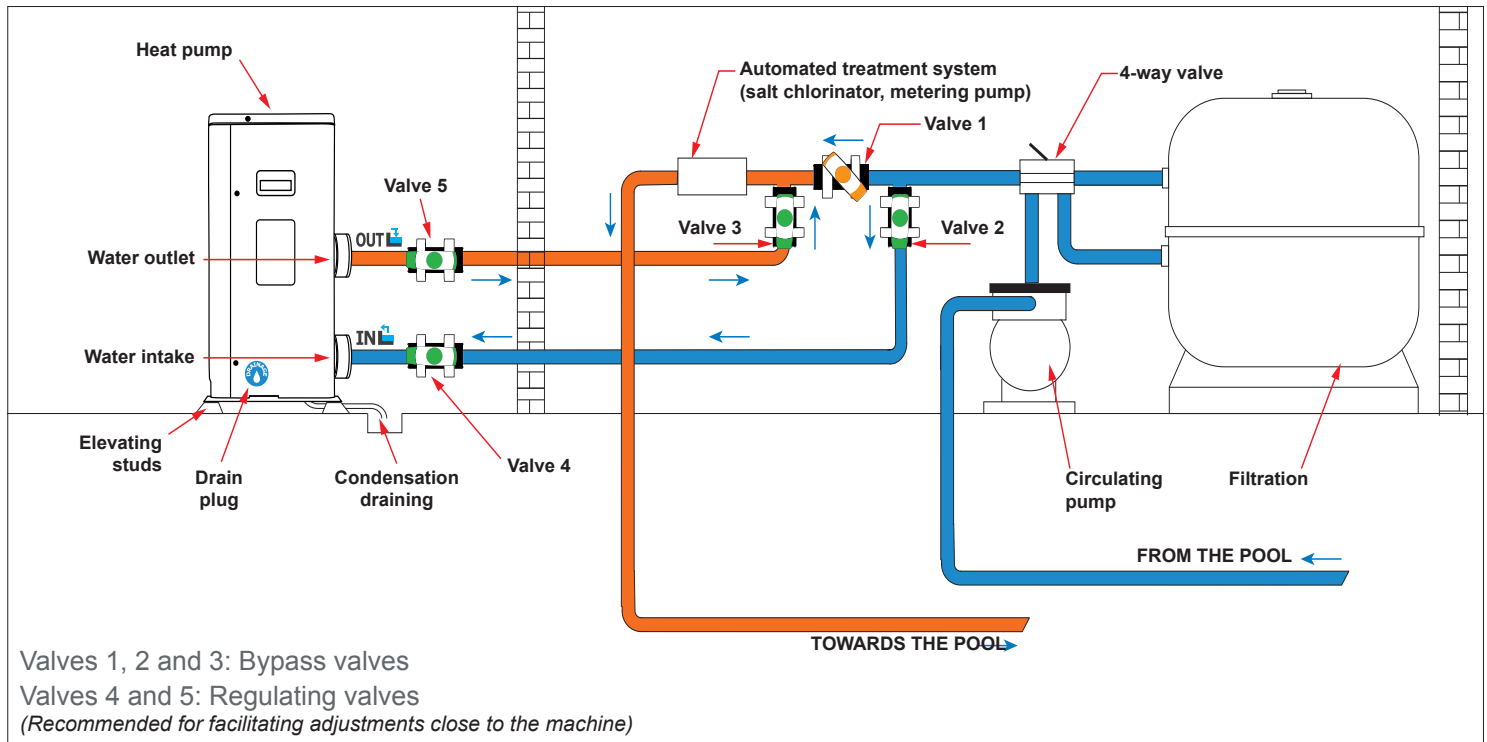 Heat pump
Automated treatment system
(salt chlorinator, metering pump)
4-way valve
Valve 1
Valve 5
Valve 3
Valve 2
OUT
Water outlet
IN
Water intake
DRAINAGE
Elevating
studs
Drain
plug
Condensation
draining
Valve 4
Circulating
pump
Filtration
FROM THE POOL
TOWARDS THE POOL
Valves 1, 2 and 3: Bypass valves
Valves 4 and 5: Regulating valves
(Recommended for facilitating adjustments close to the machine)